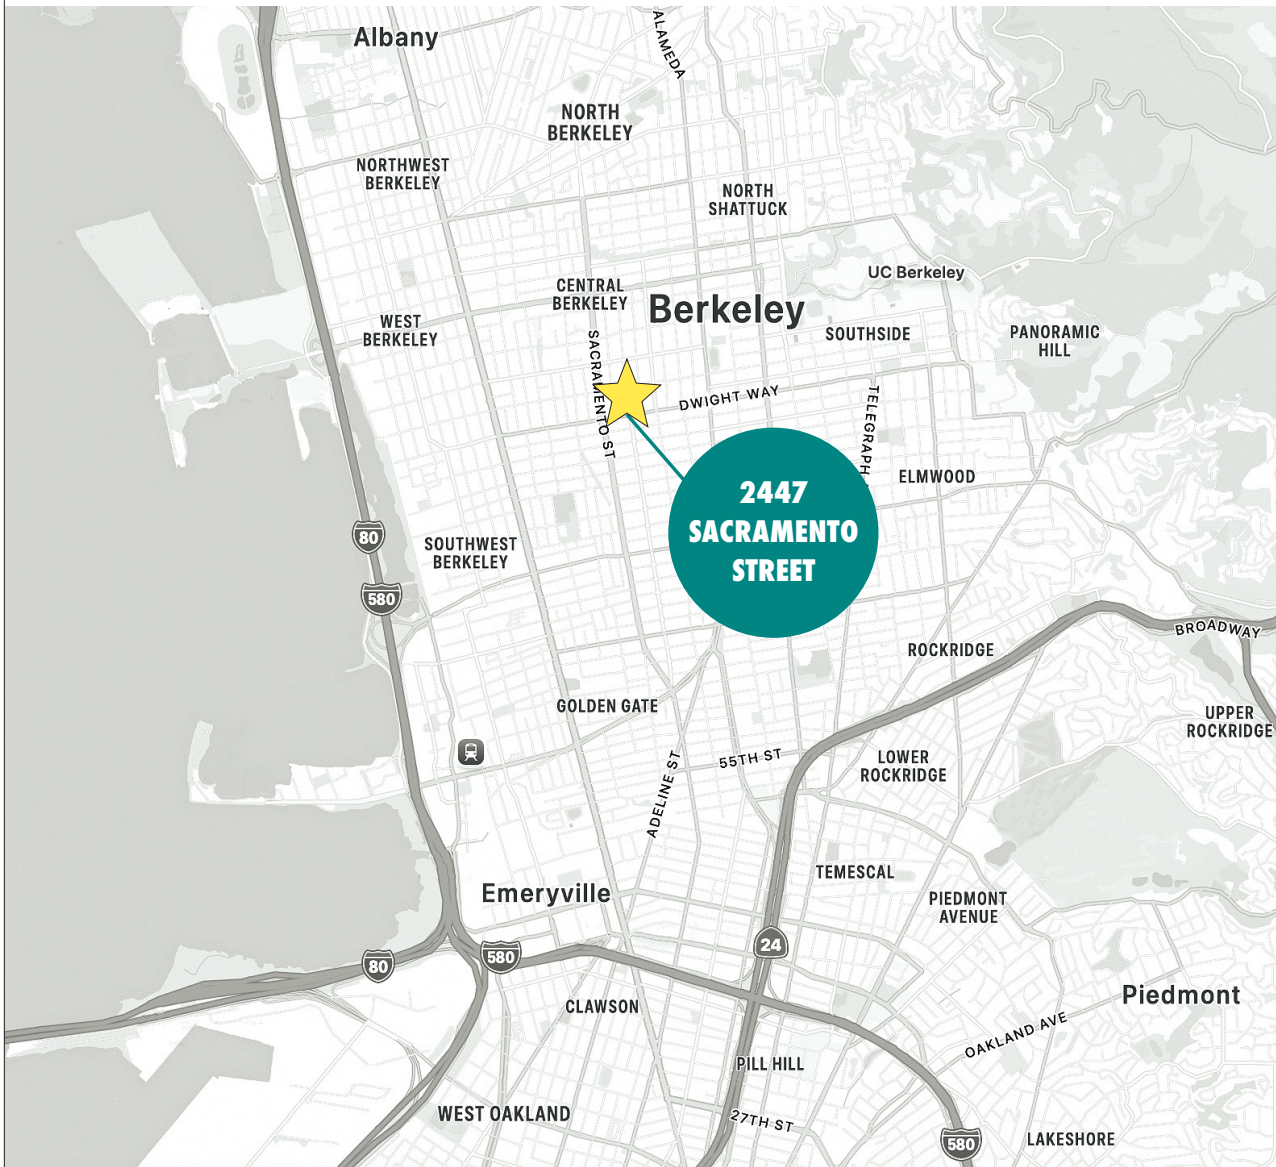 Albany
ALAMEDA
NORTH
BERKELEY
NORTHWEST
BERKELEY
NORTH
SHATTUCK
UC Berkeley
CENTRAL
BERKELEY
Berkeley
WEST
BERKELEY
SOUTHSIDE
PANORAMIC
HILL
SACRAMENTO ST
DWIGHT WAY
TELEGRAPH
ELMWOOD
2447
SACRAMENTO
STREET
80
SOUTHWEST
BERKELEY
580
BROADWAY
ROCKRIDGE
GOLDEN GATE
UPPER
ROCKRIDGE
55TH ST
LOWER
ROCKRIDGE
ADELINE ST
TEMESCAL
Emeryville
PIEDMONT
AVENUE
24
580
80
Piedmont
CLAWSON
OAKLAND AVE
PILL HILL
WEST OAKLAND
27TH ST
580
LAKESHORE